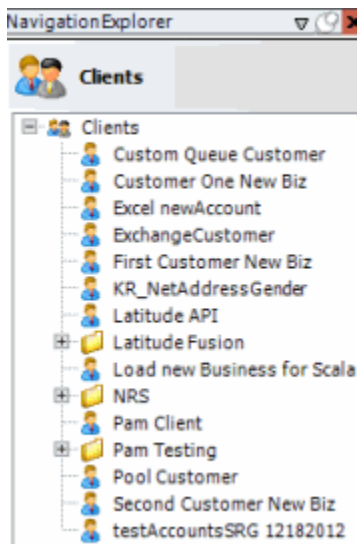 NavigationExplorer
Clients
Clients
Custom Queue Customer
Customer One New Biz
Excel newAccount
ExchangeCustomer
First Customer New Biz
KR_NetAddressGender
Latitude API
Latitude Fusion
Load new Business for Scala
NRS
Pam Client
Pam Testing
Pool Customer
Second Customer New Biz
testAccountsSRG 12182012